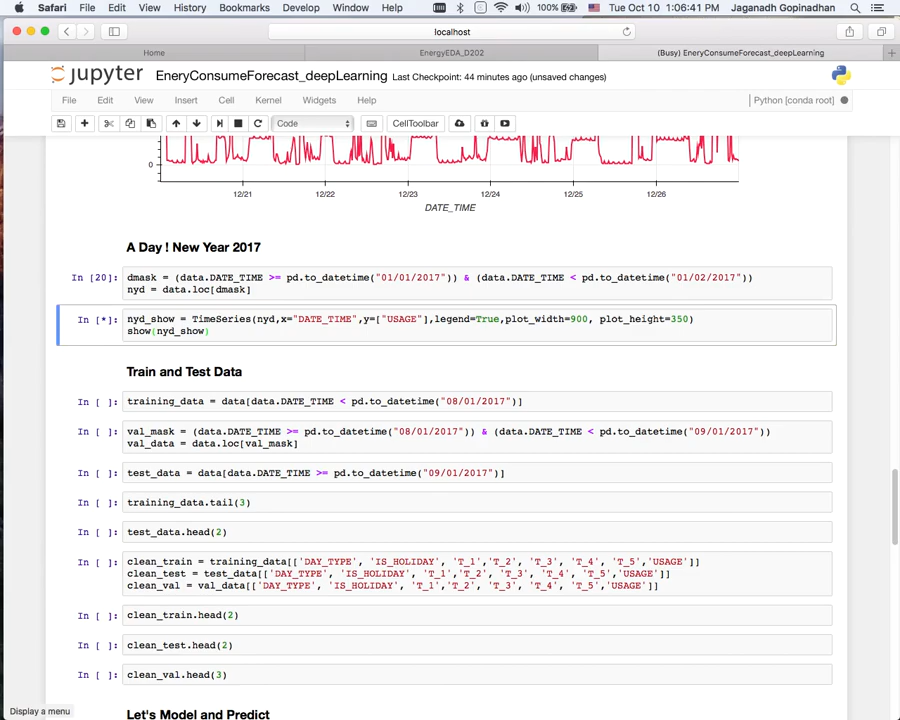 Safari File Edit View History Bookmarks Develop Window Help 100% Tue Oct 10 1:06:41 PM Jaganadh Gopinadhan
localhost
Home EnergyEDA_D202 (Busy) EneryConsumeForecast_deepLearning
jupyter EneryConsumeForecast_deepLearning Last Checkpoint: 44 minutes ago (unsaved changes)
File Edit View Insert Cell Kernel Widgets Help Python [conda root]
Code CellToolbar
0
12/21 12/22 12/23 12/24 12/25 12/26
DATE_TIME
A Day ! New Year 2017
In [20]: dmask = (data.DATE_TIME >= pd.to_datetime("01/01/2017")) & (data.DATE_TIME < pd.to_datetime("01/02/2017"))
nyd = data.loc[dmask]
In [*]: nyd_show = TimeSeries(nyd,x="DATE_TIME",y=["USAGE"],legend=True,plot_width=900, plot_height=350)
show(nyd_show)
Train and Test Data
In [ ]: training_data = data[data.DATE_TIME < pd.to_datetime("08/01/2017")]
In [ ]: val_mask = (data.DATE_TIME >= pd.to_datetime("08/01/2017")) & (data.DATE_TIME < pd.to_datetime("09/01/2017"))
val_data = data.loc[val_mask]
In [ ]: test_data = data[data.DATE_TIME >= pd.to_datetime("09/01/2017")]
In [ ]: training_data.tail(3)
In [ ]: test_data.head(2)
In [ ]: clean_train = training_data[['DAY_TYPE', 'IS_HOLIDAY', 'T_1','T_2', 'T_3', 'T_4', 'T_5','USAGE']]
clean_test = test_data[['DAY_TYPE', 'IS_HOLIDAY', 'T_1','T_2', 'T_3', 'T_4', 'T_5','USAGE']]
clean_val = val_data[['DAY_TYPE', 'IS_HOLIDAY', 'T_1','T_2', 'T_3', 'T_4', 'T_5','USAGE']]
In [ ]: clean_train.head(2)
In [ ]: clean_test.head(2)
In [ ]: clean_val.head(3)
Let's Model and Predict
Display a menu